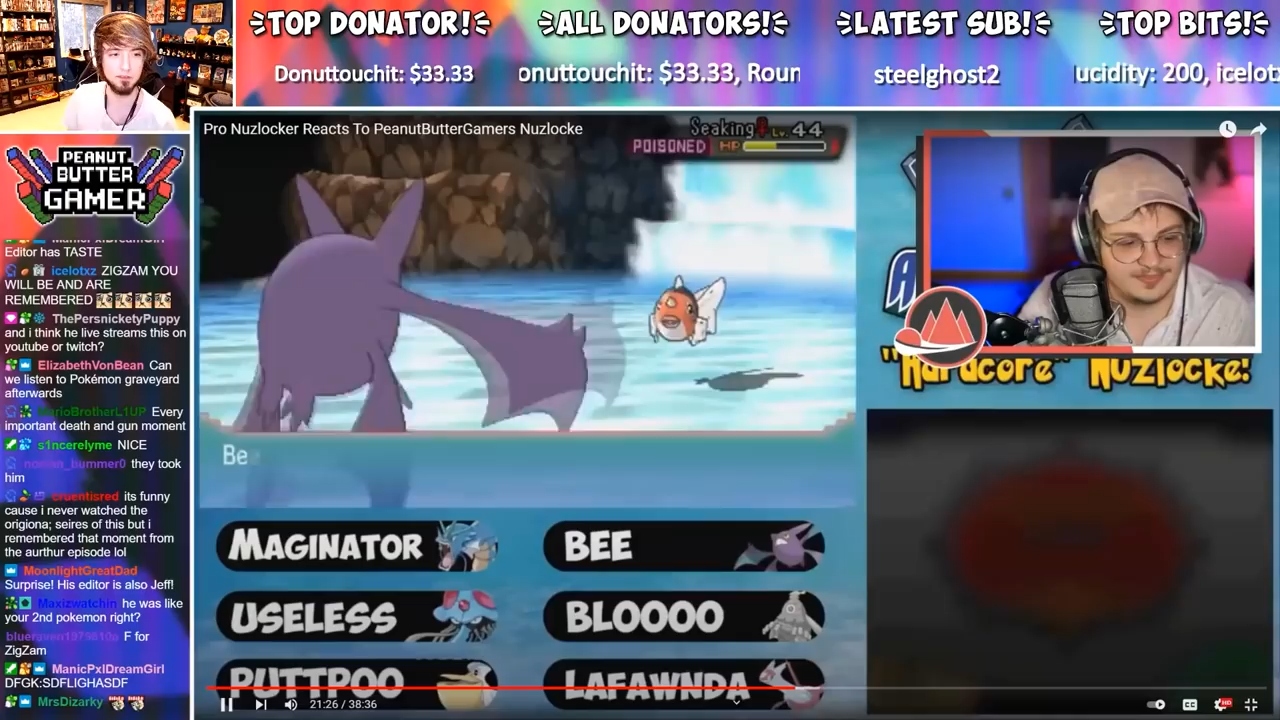 TOP DONATOR!
ALL DONATORS!
LATEST SUB!
TOP BITS!
Donuttouchit: $33.33
onuttouchit: $33.33, Roun
steelghost2
ucidity: 200, icelotx
PEANUT
BUTTER
GAMER
Editor has TASTE
icelotxz ZIGZAM YOU
WILL BE AND ARE
REMEMBERED
ThePersnicketyPuppy
and i think he live streams this on
youtube or twitch?
ElizabethVonBean Can
we listen to Pokémon graveyard
afterwards
MarioBrotherL1UP Every
important death and gun moment
s1ncerelyme NICE
they took
him
cruentisred its funny
cause i never watched the
origiona; seires of this but i
remembered that moment from
the aurthur episode lol
MoonlightGreatDad
Surprise! His editor is also Jeff!
Maxizwatchin he was like
your 2nd pokemon right?
F for
ZigZam
ManicPxlDreamGirl
DFGK:SDFLIGHASDF
MrsDizarky
Pro Nuzlocker Reacts To PeanutButterGamers Nuzlocke
Seaking♀ Lv. 44
POISONED HP
Be
"Hardcore" Nuzlocke!
MAGINATOR
BEE
USELESS
BLOOOO
PUTTPOO
LAFAWNDA
21:26 / 38:36
CC
HD